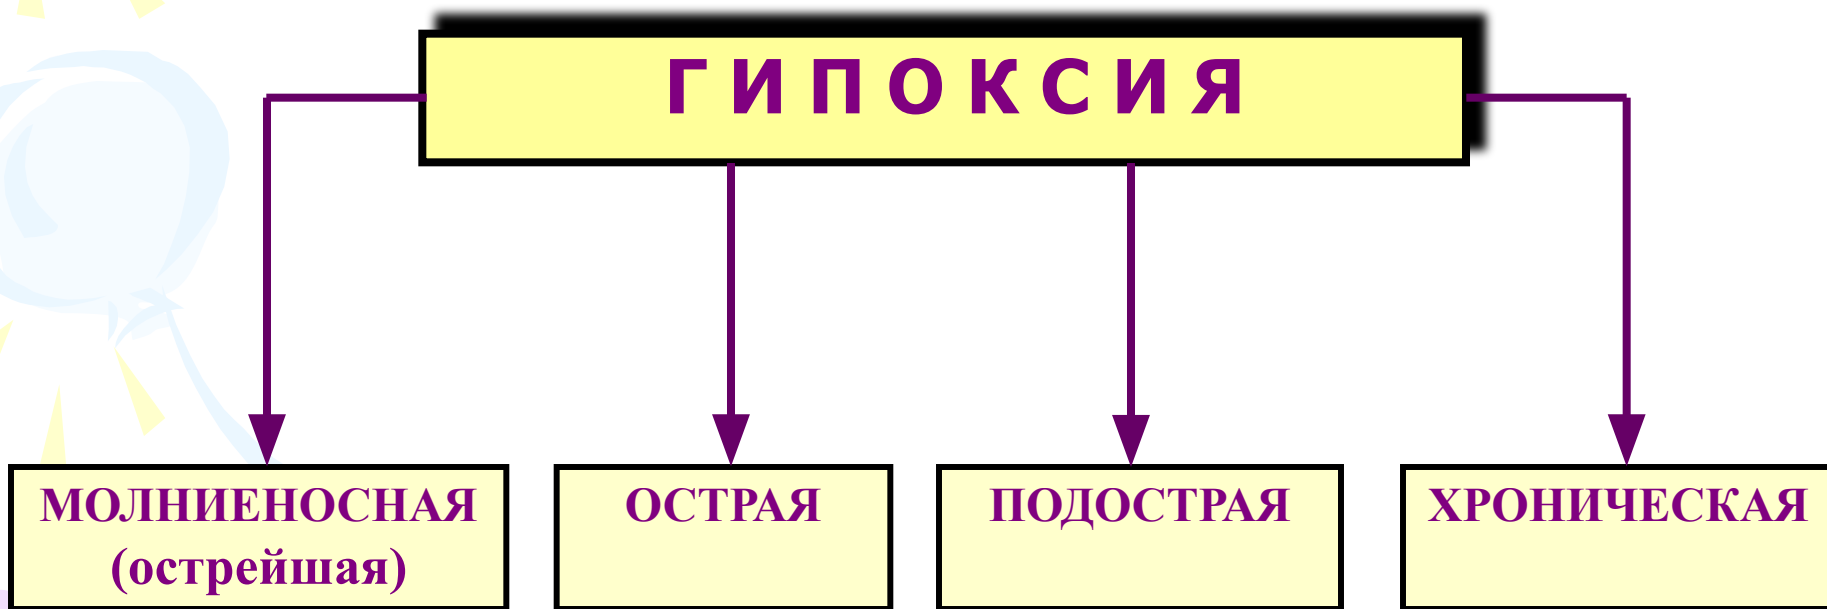 Г И П О К С И Я
МОЛНИЕНОСНАЯ
(острейшая)
ОСТРАЯ
ПОДОСТРАЯ
ХРОНИЧЕСКАЯ